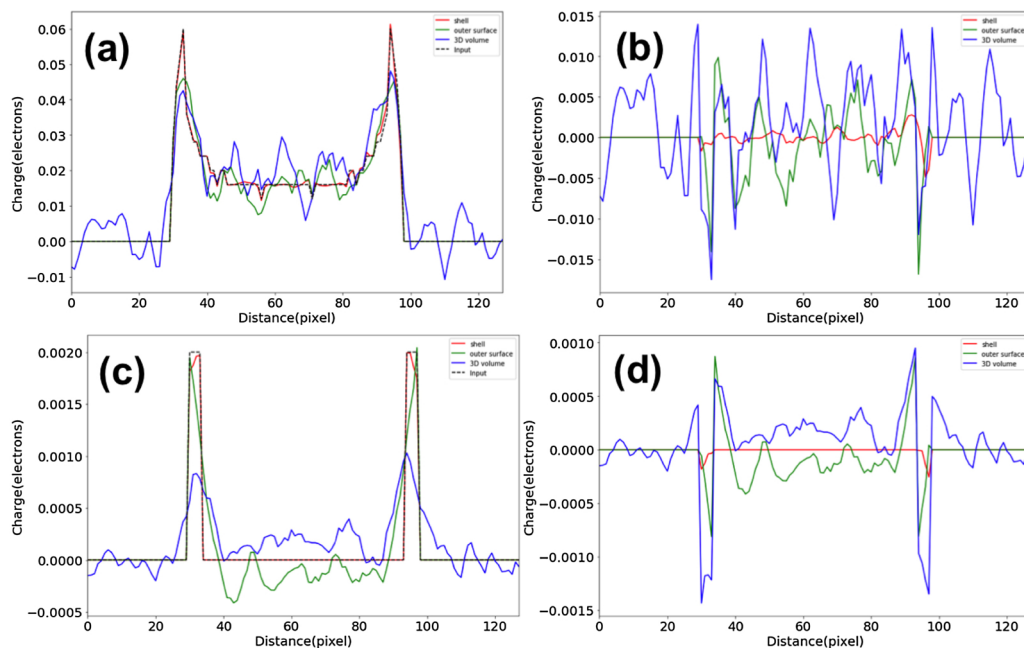 (a)
0.06
0.05
0.04
0.03
0.02
0.01
0.00
−0.01
Charge(electrons)
0 20 40 60 80 100 120
Distance(pixel)
shell
outer surface
3D volume
Input
(b)
0.015
0.010
0.005
0.000
−0.005
−0.010
−0.015
Charge(electrons)
0 20 40 60 80 100 120
Distance(pixel)
shell
outer surface
3D volume
(c)
0.0020
0.0015
0.0010
0.0005
0.0000
−0.0005
Charge(electrons)
0 20 40 60 80 100 120
Distance(pixel)
shell
outer surface
3D volume
Input
(d)
0.0010
0.0005
0.0000
−0.0005
−0.0010
−0.0015
Charge(electrons)
0 20 40 60 80 100 120
Distance(pixel)
shell
outer surface
3D volume